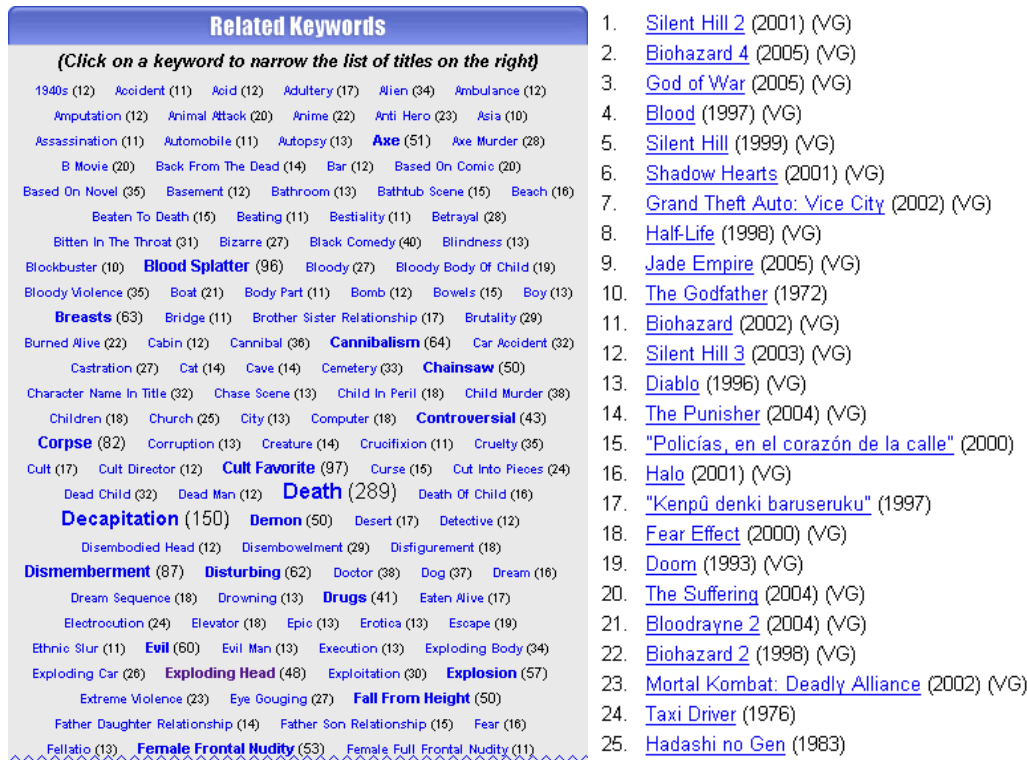 Related Keywords
(Click on a keyword to narrow the list of titles on the right)
1940s (12) Accident (11) Acid (12) Adultery (17) Alien (34) Ambulance (12)
Amputation (12) Animal Attack (20) Anime (22) Anti Hero (23) Asia (10)
Assassination (11) Automobile (11) Autopsy (13) Axe (51) Axe Murder (28)
B Movie (20) Back From The Dead (14) Bar (12) Based On Comic (20)
Based On Novel (35) Basement (12) Bathroom (13) Bathtub Scene (15) Beach (16)
Beaten To Death (15) Beating (11) Bestiality (11) Betrayal (28)
Bitten In The Throat (31) Bizarre (27) Black Comedy (40) Blindness (13)
Blockbuster (10) Blood Splatter (96) Bloody (27) Bloody Body Of Child (19)
Bloody Violence (35) Boat (21) Body Part (11) Bomb (12) Bowels (15) Boy (13)
Breasts (63) Bridge (11) Brother Sister Relationship (17) Brutality (29)
Burned Alive (22) Cabin (12) Cannibal (36) Cannibalism (64) Car Accident (32)
Castration (27) Cat (14) Cave (14) Cemetery (33) Chainsaw (50)
Character Name In Title (32) Chase Scene (13) Child In Peril (18) Child Murder (38)
Children (18) Church (25) City (13) Computer (18) Controversial (43)
Corpse (82) Corruption (13) Creature (14) Crucifixion (11) Cruelty (35)
Cult (17) Cult Director (12) Cult Favorite (97) Curse (15) Cut Into Pieces (24)
Dead Child (32) Dead Man (12) Death (289) Death Of Child (16)
Decapitation (150) Demon (50) Desert (17) Detective (12)
Disembodied Head (12) Disembowelment (29) Disfigurement (18)
Dismemberment (87) Disturbing (62) Doctor (38) Dog (37) Dream (16)
Dream Sequence (18) Drowning (13) Drugs (41) Eaten Alive (17)
Electrocution (24) Elevator (18) Epic (13) Erotica (13) Escape (19)
Ethnic Slur (11) Evil (60) Evil Man (13) Execution (13) Exploding Body (34)
Exploding Car (26) Exploding Head (48) Exploitation (30) Explosion (57)
Extreme Violence (23) Eye Gouging (27) Fall From Height (50)
Father Daughter Relationship (14) Father Son Relationship (15) Fear (16)
Fellatio (13) Female Frontal Nudity (53) Female Full Frontal Nudity (11)
1. Silent Hill 2 (2001) (VG)
2. Biohazard 4 (2005) (VG)
3. God of War (2005) (VG)
4. Blood (1997) (VG)
5. Silent Hill (1999) (VG)
6. Shadow Hearts (2001) (VG)
7. Grand Theft Auto: Vice City (2002) (VG)
8. Half-Life (1998) (VG)
9. Jade Empire (2005) (VG)
10. The Godfather (1972)
11. Biohazard (2002) (VG)
12. Silent Hill 3 (2003) (VG)
13. Diablo (1996) (VG)
14. The Punisher (2004) (VG)
15. "Policías, en el corazón de la calle" (2000)
16. Halo (2001) (VG)
17. "Kenpû denki baruseruku" (1997)
18. Fear Effect (2000) (VG)
19. Doom (1993) (VG)
20. The Suffering (2004) (VG)
21. Bloodrayne 2 (2004) (VG)
22. Biohazard 2 (1998) (VG)
23. Mortal Kombat: Deadly Alliance (2002) (VG)
24. Taxi Driver (1976)
25. Hadashi no Gen (1983)